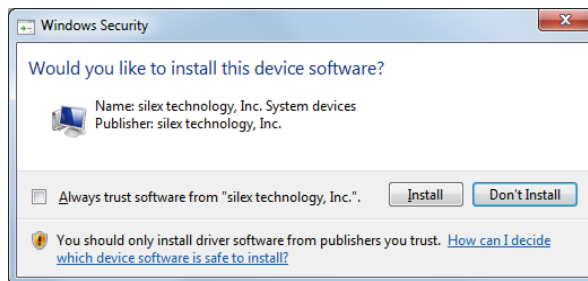 Windows Security
Would you like to install this device software?
Name: silex technology, Inc. System devices
Publisher: silex technology, Inc.
Always trust software from "silex technology, Inc.".
Install
Don't Install
You should only install driver software from publishers you trust. How can I decide
which device software is safe to install?